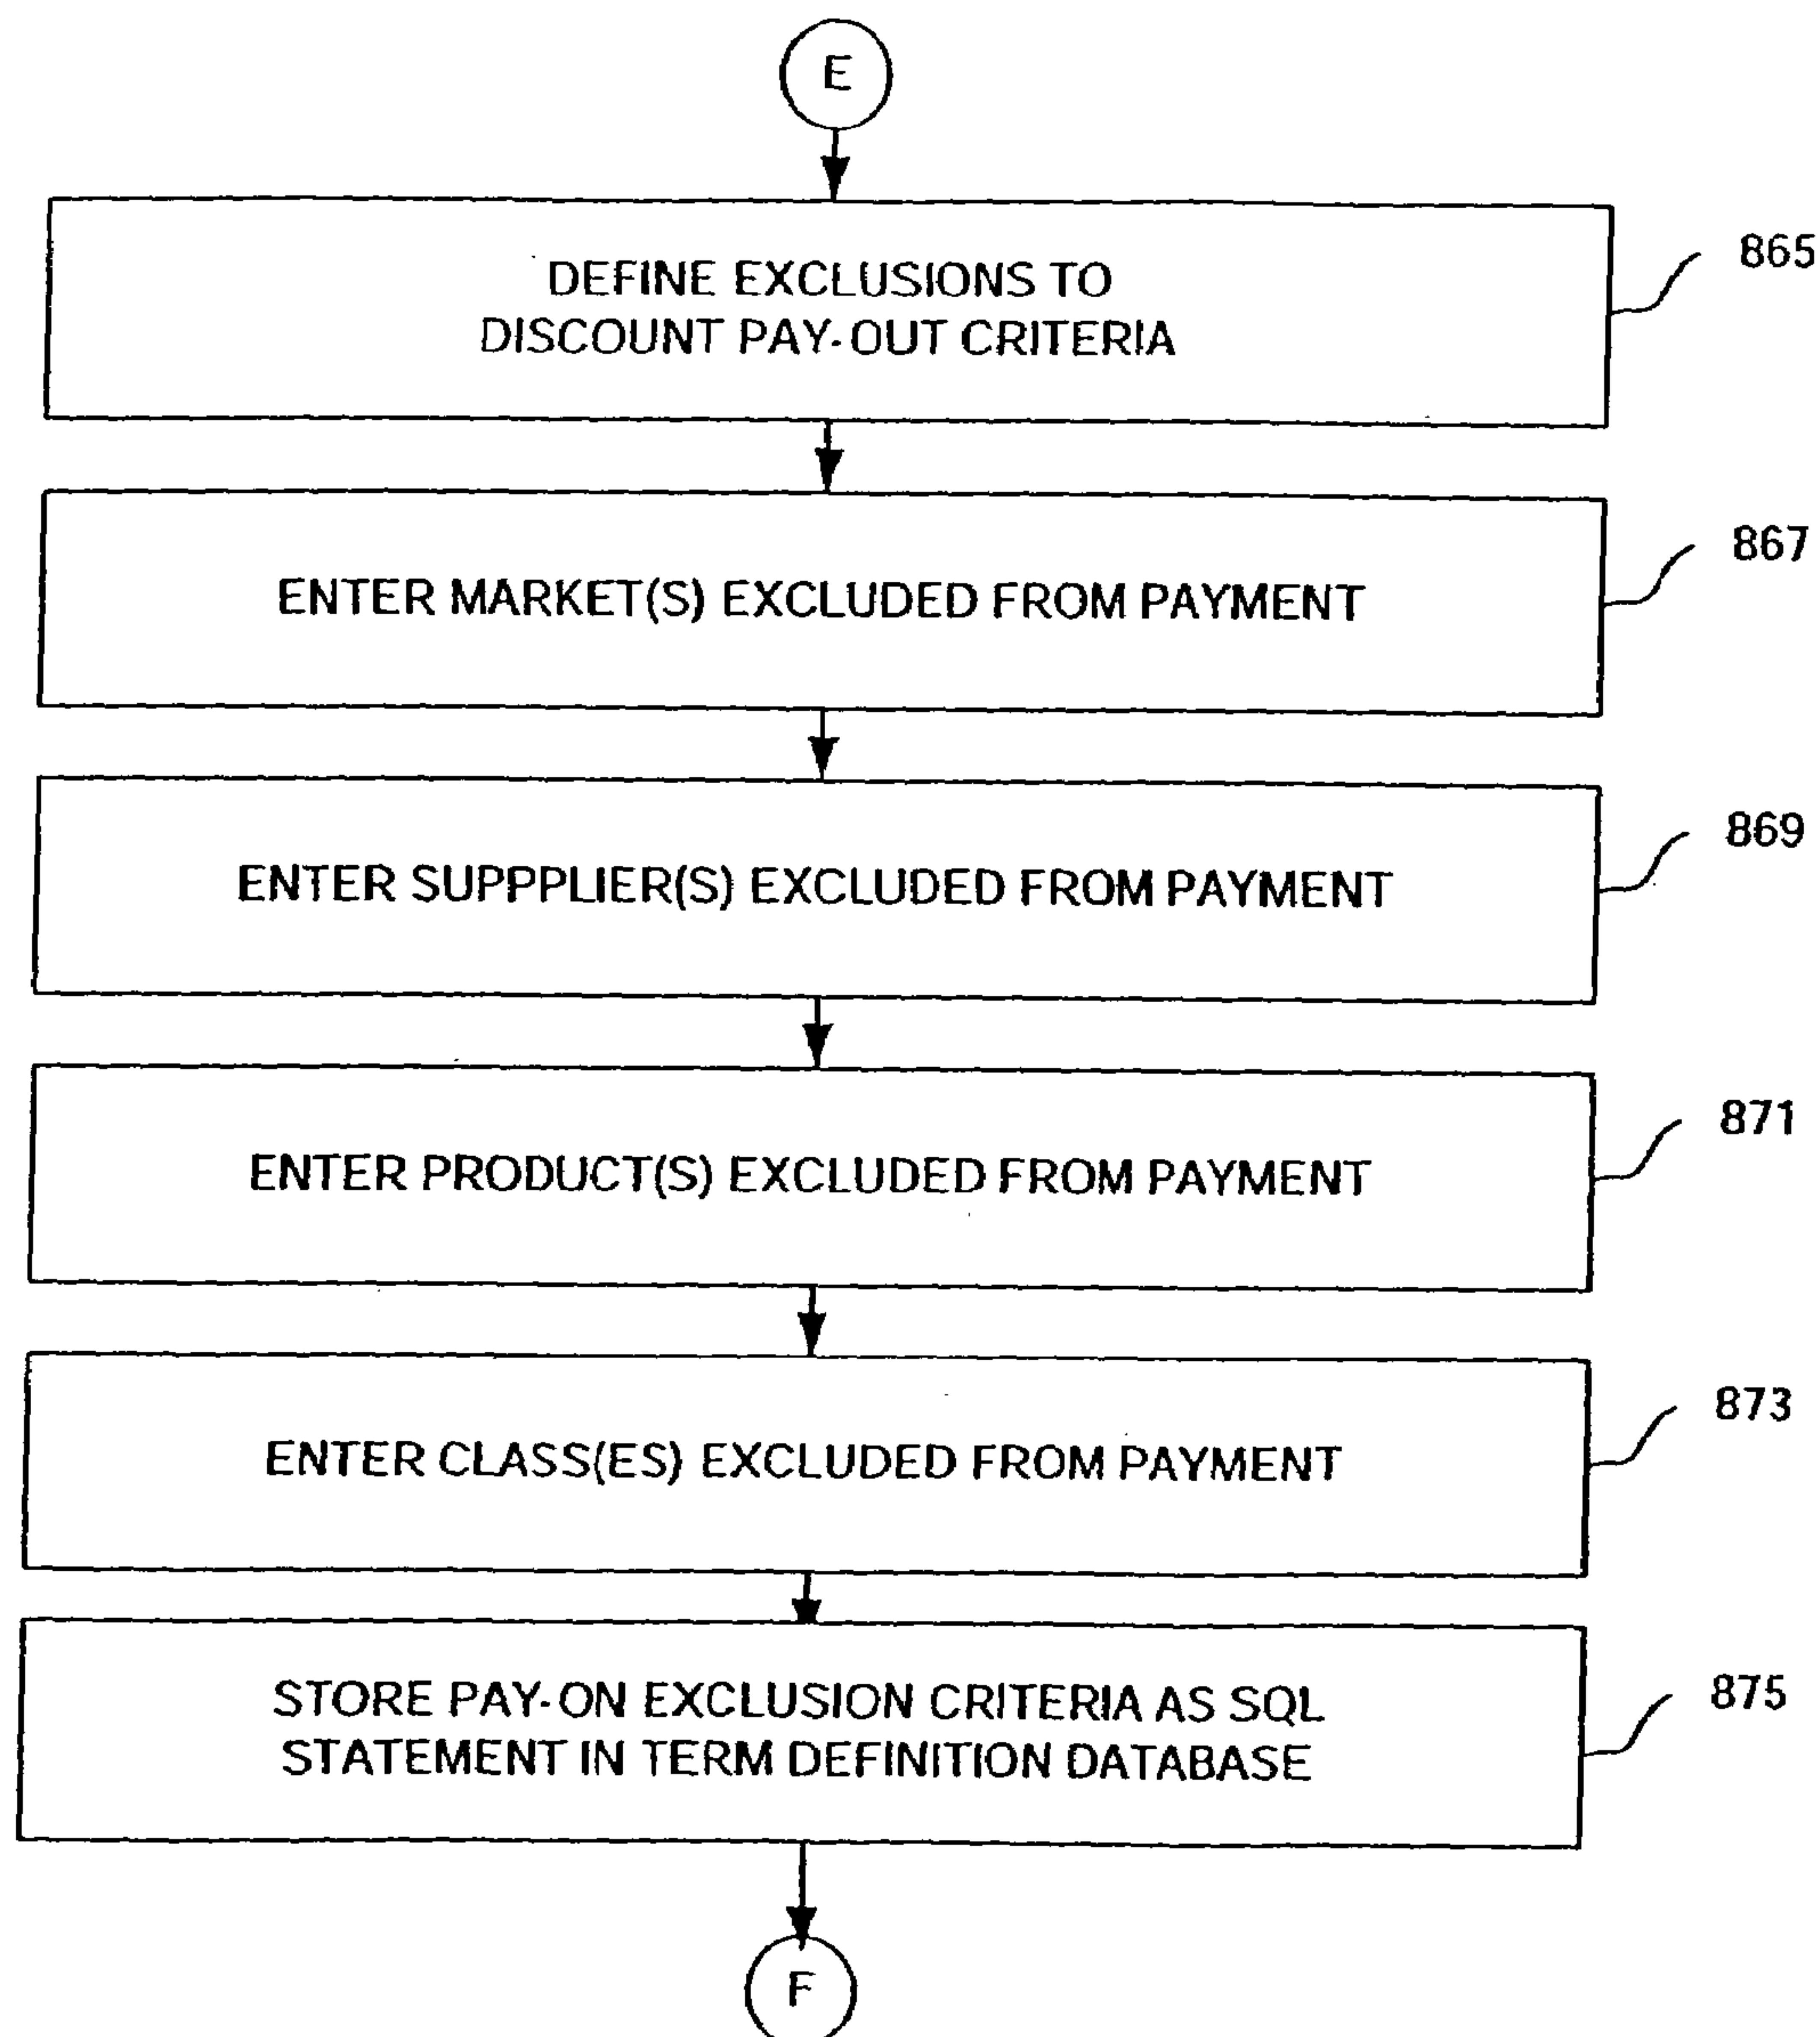 E
DEFINE EXCLUSIONS TO
DISCOUNT PAY-OUT CRITERIA
865
ENTER MARKET(S) EXCLUDED FROM PAYMENT
867
ENTER SUPPPLIER(S) EXCLUDED FROM PAYMENT
869
ENTER PRODUCT(S) EXCLUDED FROM PAYMENT
871
ENTER CLASS(ES) EXCLUDED FROM PAYMENT
873
STORE PAY-ON EXCLUSION CRITERIA AS SQL
STATEMENT IN TERM DEFINITION DATABASE
875
F